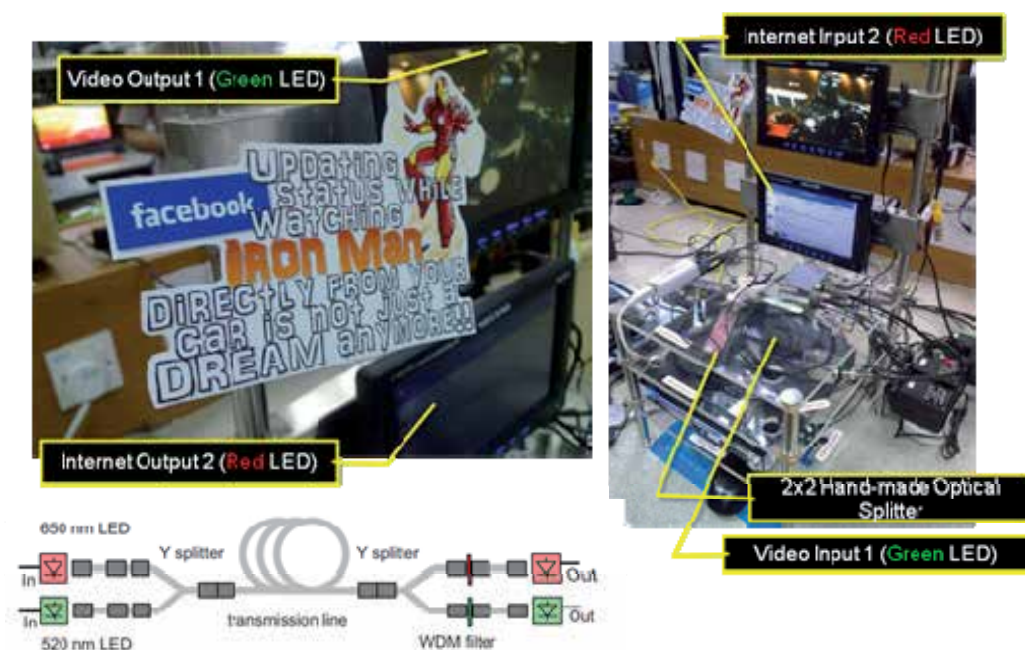 Internet Input 2 (Red LED)
Video Output 1 (Green LED)
facebook
UPDating
status while
watching
Iron Man
DiRectLY FROM YOUR
car is not just a
DREAM anymore!!
Internet Output 2 (Red LED)
2x2 Hand-made Optical
Splitter
Video Input 1 (Green LED)
650 nm LED
Y splitter
Y splitter
In
Out
In
Out
transmission line
520 nm LED
WDM filter